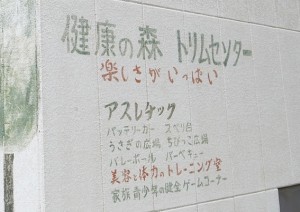 健康の森 トリムセンター
楽しさがいっぱい
アスレチック
バッテリーカー スベリ台
うさぎの広場 ちびっこ広場
バレーボール バーベキュー
美容と体力のトレーニング室
家族青少年の健全ゲームコーナー